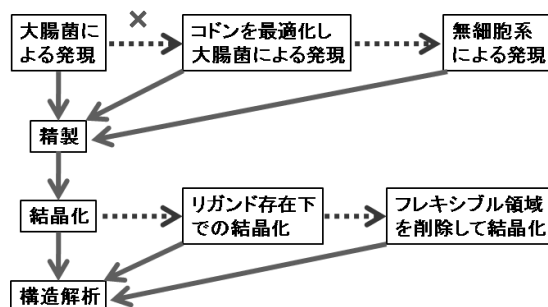 大腸菌
による発現
×
コドンを最適化し
大腸菌による発現
無細胞系
による発現
精製
結晶化
リガンド存在下
での結晶化
フレキシブル領域
を削除して結晶化
構造解析